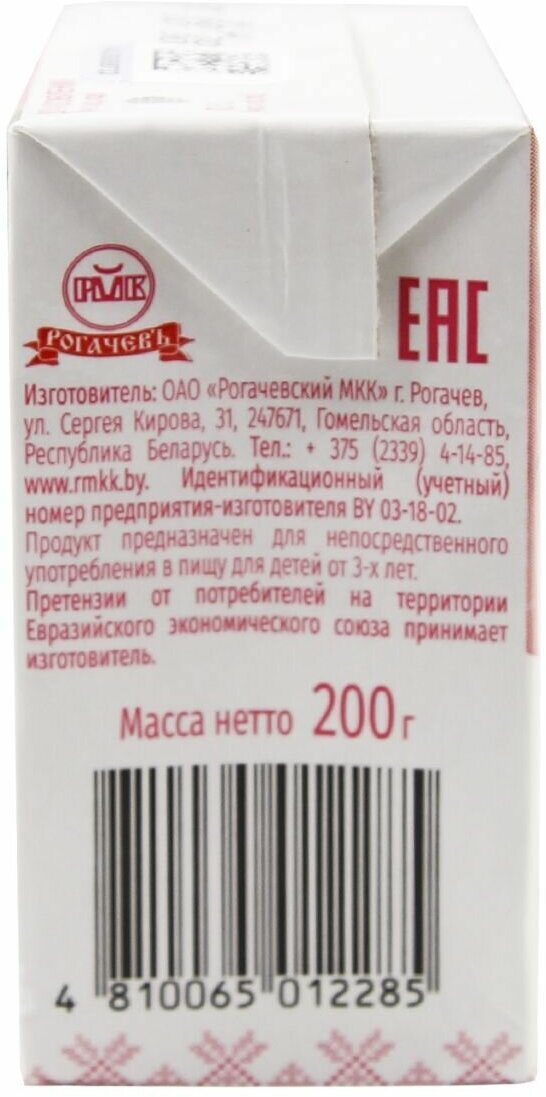 РМК
РОГАЧЕВЪ
EAC
Изготовитель: ОАО «Рогачевский МКК» г. Рогачев,
ул. Сергея Кирова, 31, 247671, Гомельская область,
Республика Беларусь. Тел.: + 375 (2339) 4-14-85,
www.rmkk.by. Идентификационный (учетный)
номер предприятия-изготовителя BY 03-18-02.
Продукт предназначен для непосредственного
употребления в пищу для детей от 3-х лет.
Претензии от потребителей на территории
Евразийского экономического союза принимает
изготовитель.
Масса нетто 200 г
4 810065 012285